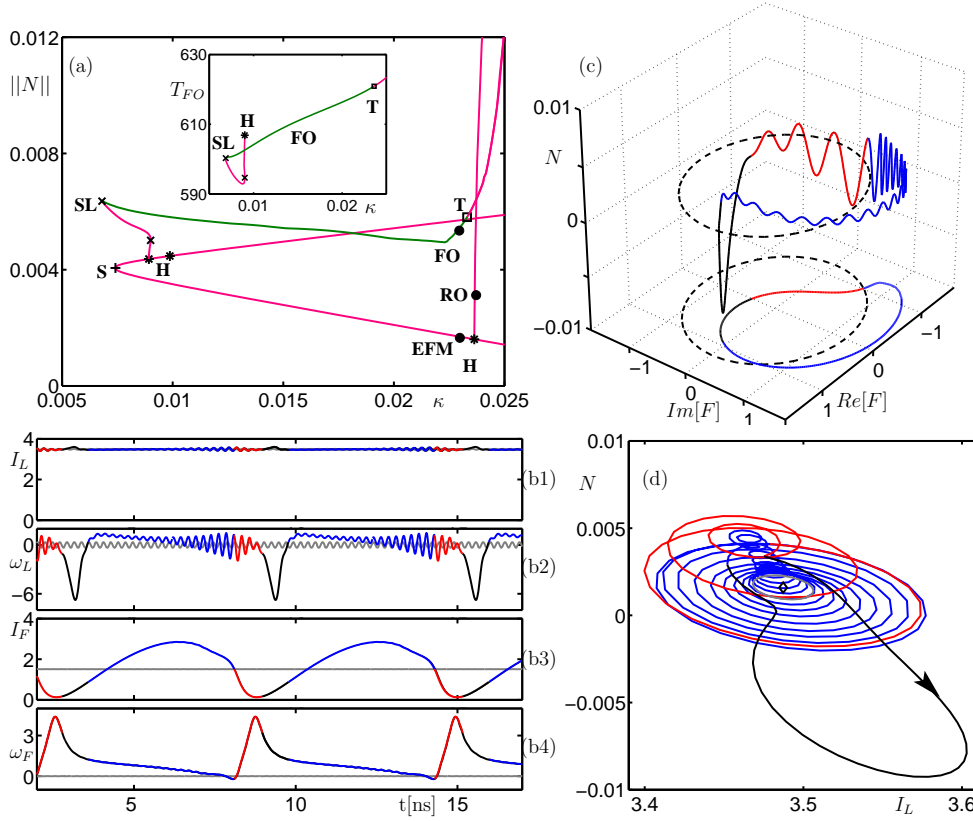 0.012
||N||
0.008
0.004
0
(a)
630
T_FO
610
590
SL
H
FO
T
0.01
0.02
κ
SL
S
H
T
FO
RO
EFM
H
0.005
0.01
0.015
0.02
κ
0.025
(c)
0.01
N
0
−0.01
−1
0
1
Im[F]
−1
0
1
Re[F]
4
I_L
2
0
(b1)
0
ω_L
−6
(b2)
4
I_F
2
0
(b3)
3
ω_F
0
(b4)
5
10
t[ns]
15
0.01
N
(d)
0.005
0
−0.005
−0.01
3.4
3.5
I_L
3.6